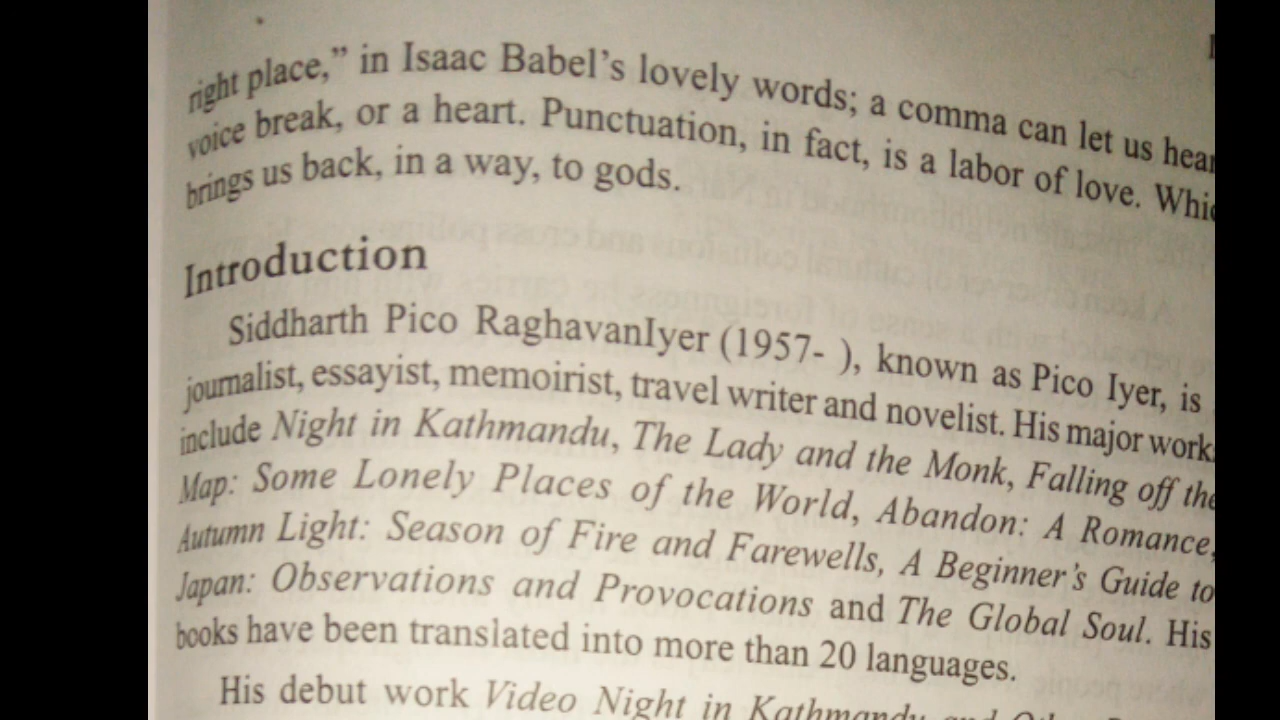 right place,” in Isaac Babel’s lovely words; a comma can let us hear
voice break, or a heart. Punctuation, in fact, is a labor of love.
brings us back, in a way, to gods.
Introduction
Siddharth Pico RaghavanIyer (1957- ), known as Pico Iyer, is
journalist, essayist, memoirist, travel writer and novelist. His major
include Night in Kathmandu, The Lady and the Monk, Falling off the
Map: Some Lonely Places of the World, Abandon: A Romance,
Autumn Light: Season of Fire and Farewells, A Beginner’s Guide to
Japan: Observations and Provocations and The Global Soul. His
books have been translated into more than 20 languages.
His debut work Video Night in Kathmandu and